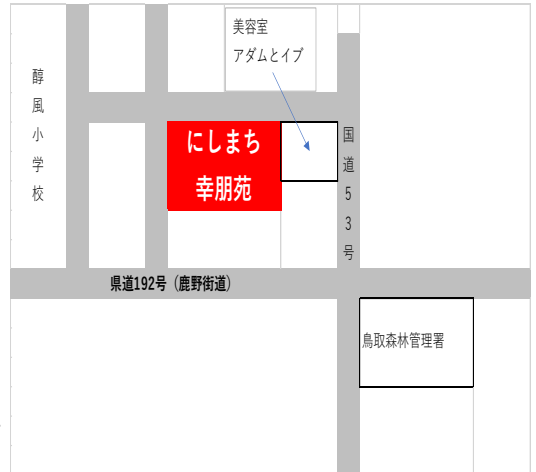 美容室
アダムとイブ
醇風小学校
にしまち
幸朋苑
国道53号
県道192号（鹿野街道）
鳥取森林管理署